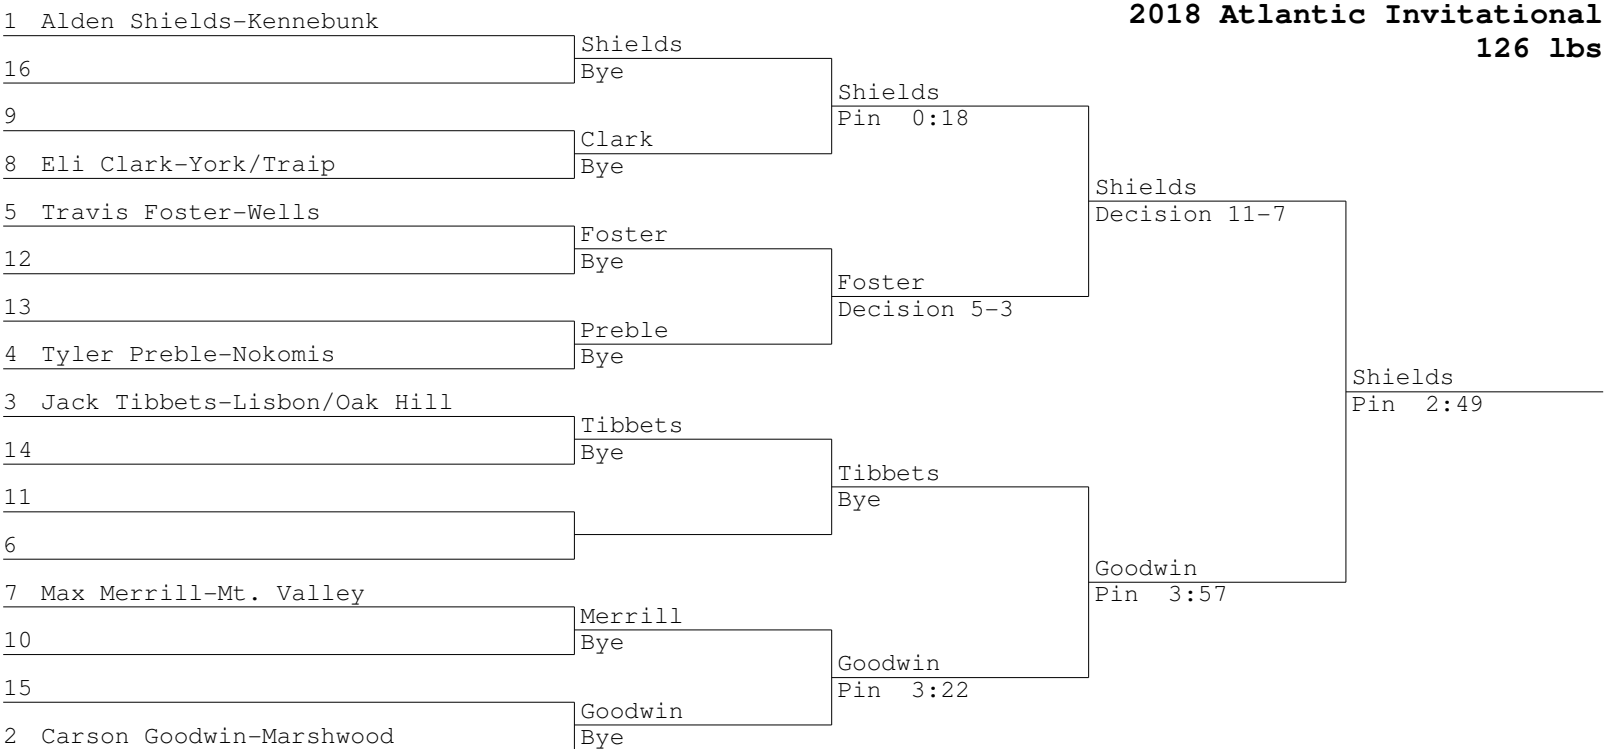 2018 Atlantic Invitational
126 lbs
1 Alden Shields-Kennebunk
16
9
8 Eli Clark-York/Traip
5 Travis Foster-Wells
12
13
4 Tyler Preble-Nokomis
3 Jack Tibbets-Lisbon/Oak Hill
14
11
6
7 Max Merrill-Mt. Valley
10
15
2 Carson Goodwin-Marshwood
Shields
Bye
Clark
Bye
Foster
Bye
Preble
Bye
Tibbets
Bye
Merrill
Bye
Goodwin
Bye
Shields
Pin 0:18
Foster
Decision 5-3
Tibbets
Bye
Goodwin
Pin 3:22
Shields
Decision 11-7
Goodwin
Pin 3:57
Shields
Pin 2:49